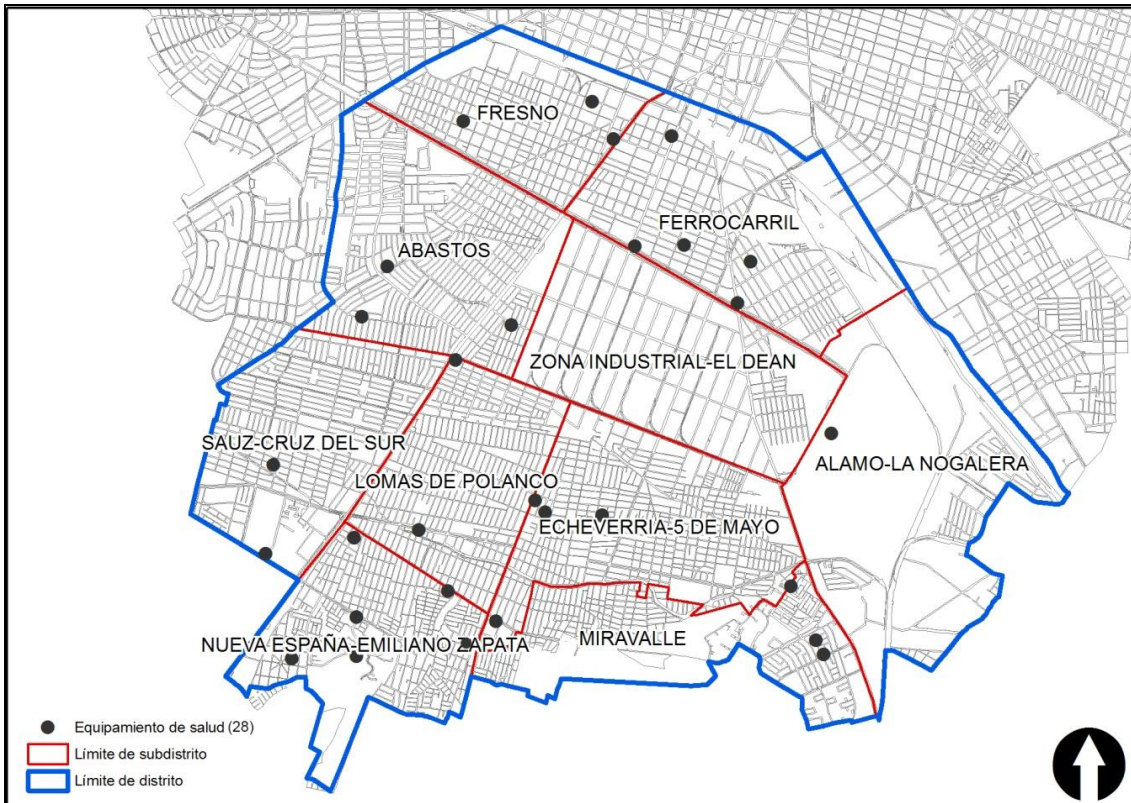 FRESNO
FERROCARRIL
ABASTOS
ZONA INDUSTRIAL-EL DEAN
SAUZ-CRUZ DEL SUR
ALAMO-LA NOGALERA
LOMAS DE POLANCO
ECHEVERRIA-5 DE MAYO
MIRAVALLE
NUEVA ESPAÑA-EMILIANO ZAPATA
Equipamiento de salud (28)
Límite de subdistrito
Límite de distrito